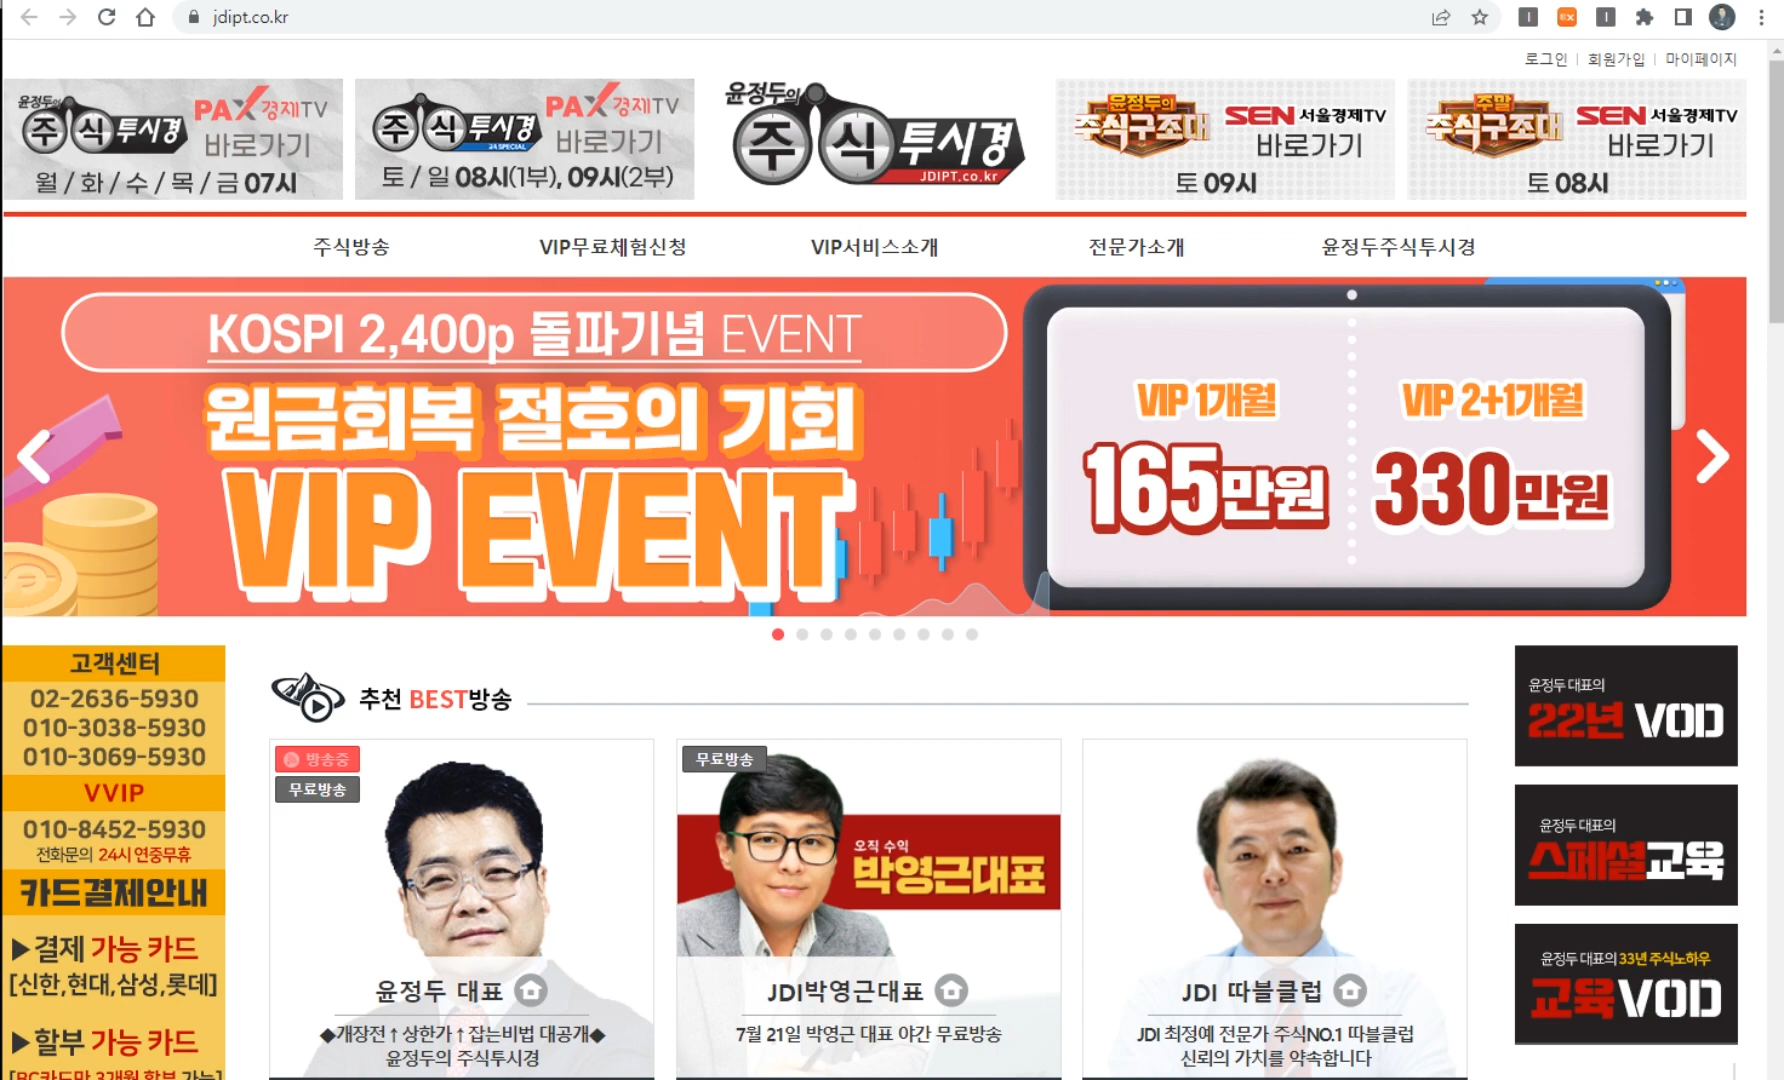 jdipt.co.kr
로그인 | 회원가입 | 마이페이지
윤정두의
주식투시경
PAX경제TV
바로가기
월 / 화 / 수 / 목 / 금 07시
주식투시경
24 SPECIAL
PAX경제TV
바로가기
토 / 일 08시(1부), 09시(2부)
윤정두의
주식투시경
JDIPT.co.kr
윤정두의
주식구조대
SEN 서울경제TV
바로가기
토 09시
주말
주식구조대
SEN 서울경제TV
바로가기
토 08시
주식방송
VIP무료체험신청
VIP서비스소개
전문가소개
윤정두주식투시경
KOSPI 2,400p 돌파기념 EVENT
원금회복 절호의 기회
VIP EVENT
VIP 1개월
165만원
VIP 2+1개월
330만원
고객센터
02-2636-5930
010-3038-5930
010-3069-5930
VVIP
010-8452-5930
전화문의 24시 연중무휴
카드결제안내
▶결제 가능 카드
[신한,현대,삼성,롯데]
▶할부 가능 카드
[BC카드만 3개월 할부 가능]
추천 BEST방송
방송중
무료방송
윤정두 대표
◆개장전↑상한가↑잡는비법 대공개◆
윤정두의 주식투시경
무료방송
오직 수익
박영근대표
JDI박영근대표
7월 21일 박영근 대표 야간 무료방송
JDI 따블클럽
JDI 최정예 전문가 주식NO.1 따블클럽
신뢰의 가치를 약속합니다
윤정두 대표의
22년 VOD
윤정두 대표의
스페셜교육
윤정두 대표의 33년 주식노하우
교육VOD